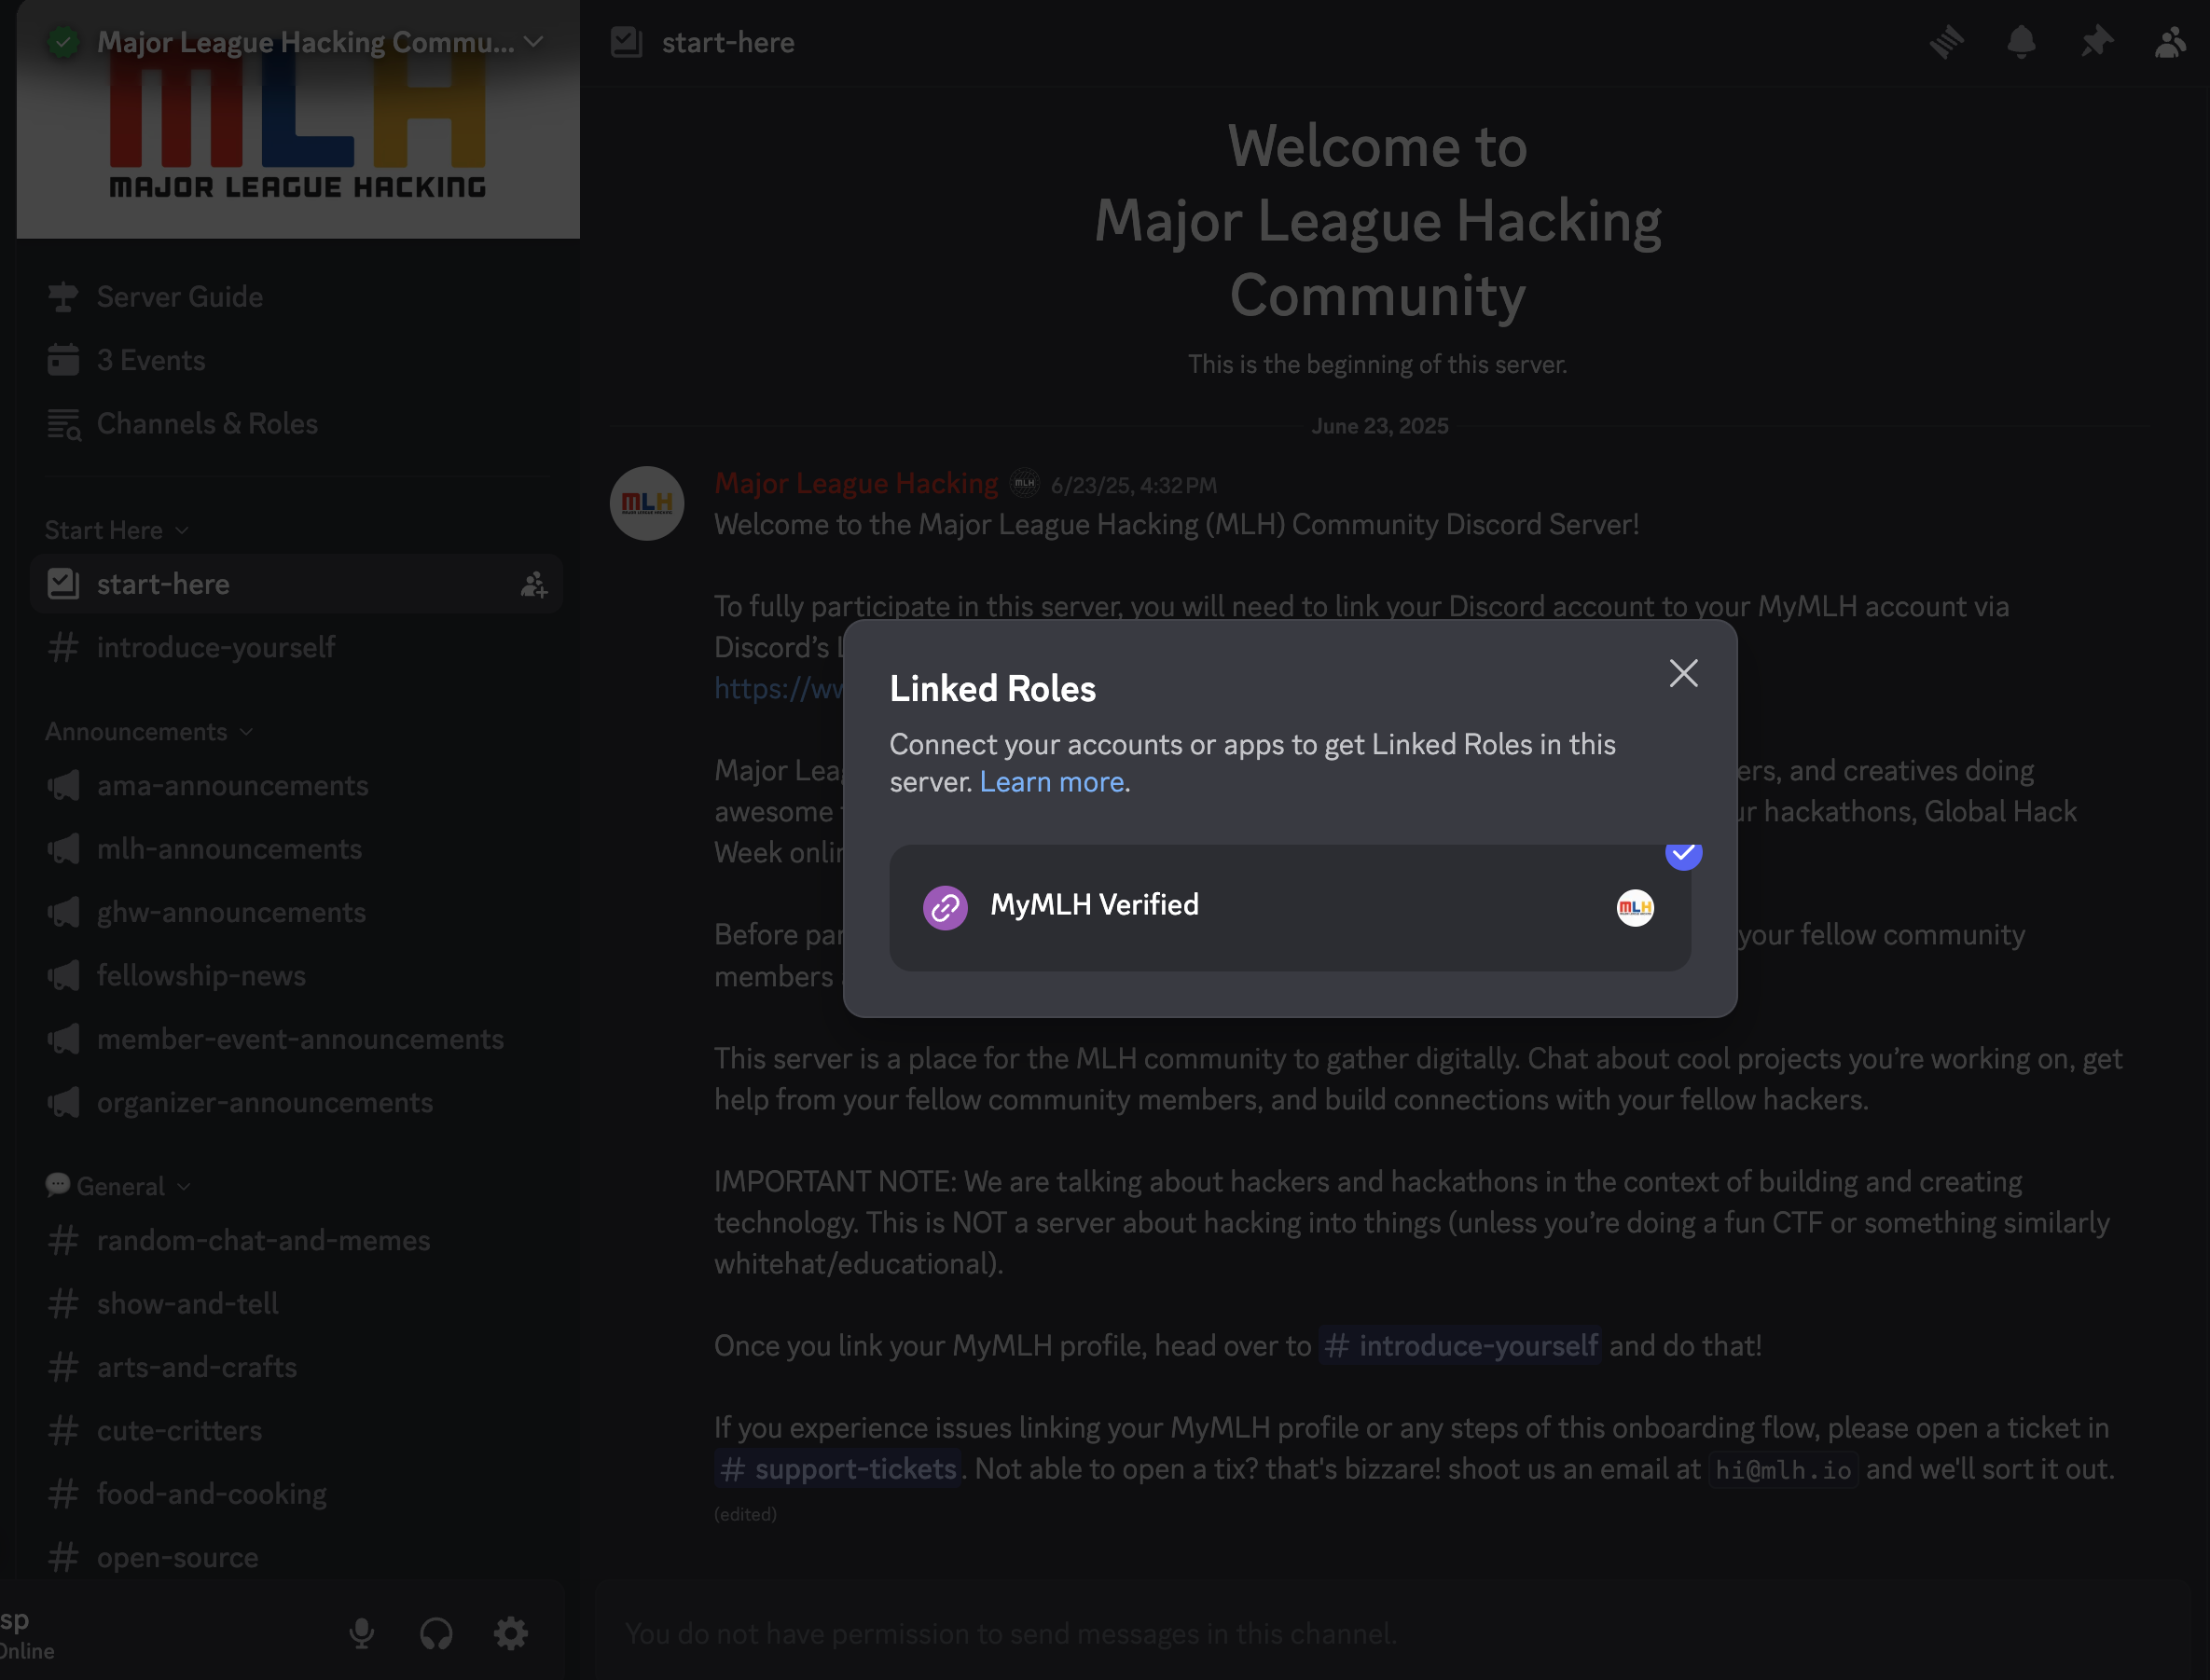 Major League Hacking Commu...
MLH
MAJOR LEAGUE HACKING
Server Guide
3 Events
Channels & Roles
Start Here
start-here
introduce-yourself
Announcements
ama-announcements
mlh-announcements
ghw-announcements
fellowship-news
member-event-announcements
organizer-announcements
General
random-chat-and-memes
show-and-tell
arts-and-crafts
cute-critters
food-and-cooking
open-source
sp
Online
start-here
Welcome to
Major League Hacking
Community
This is the beginning of this server.
June 23, 2025
MLH
Major League Hacking MLH 6/23/25, 4:32 PM
Welcome to the Major League Hacking (MLH) Community Discord Server!
To fully participate in this server, you will need to link your Discord account to your MyMLH account via
Discord’s
https://ww
Major Leag ers, and creatives doing
awesome ur hackathons, Global Hack
Week onlin
Before par your fellow community
members
This server is a place for the MLH community to gather digitally. Chat about cool projects you’re working on, get
help from your fellow community members, and build connections with your fellow hackers.
IMPORTANT NOTE: We are talking about hackers and hackathons in the context of building and creating
technology. This is NOT a server about hacking into things (unless you’re doing a fun CTF or something similarly
whitehat/educational).
Once you link your MyMLH profile, head over to # introduce-yourself and do that!
If you experience issues linking your MyMLH profile or any steps of this onboarding flow, please open a ticket in
# support-tickets. Not able to open a tix? that's bizzare! shoot us an email at hi@mlh.io and we'll sort it out.
(edited)
You do not have permission to send messages in this channel.
Linked Roles
Connect your accounts or apps to get Linked Roles in this
server. Learn more.
MyMLH Verified
MLH